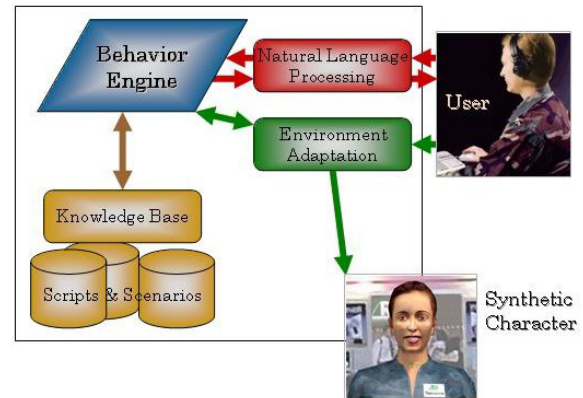 Behavior
Engine
Natural Language
Processing
User
Environment
Adaptation
Knowledge Base
Scripts & Scenarios
Synthetic
Character